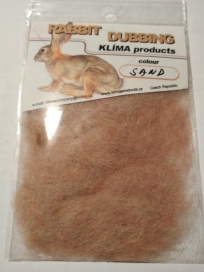 RABBIT DUBBING
KLÍMA products
colour
SAND
Czech Republic